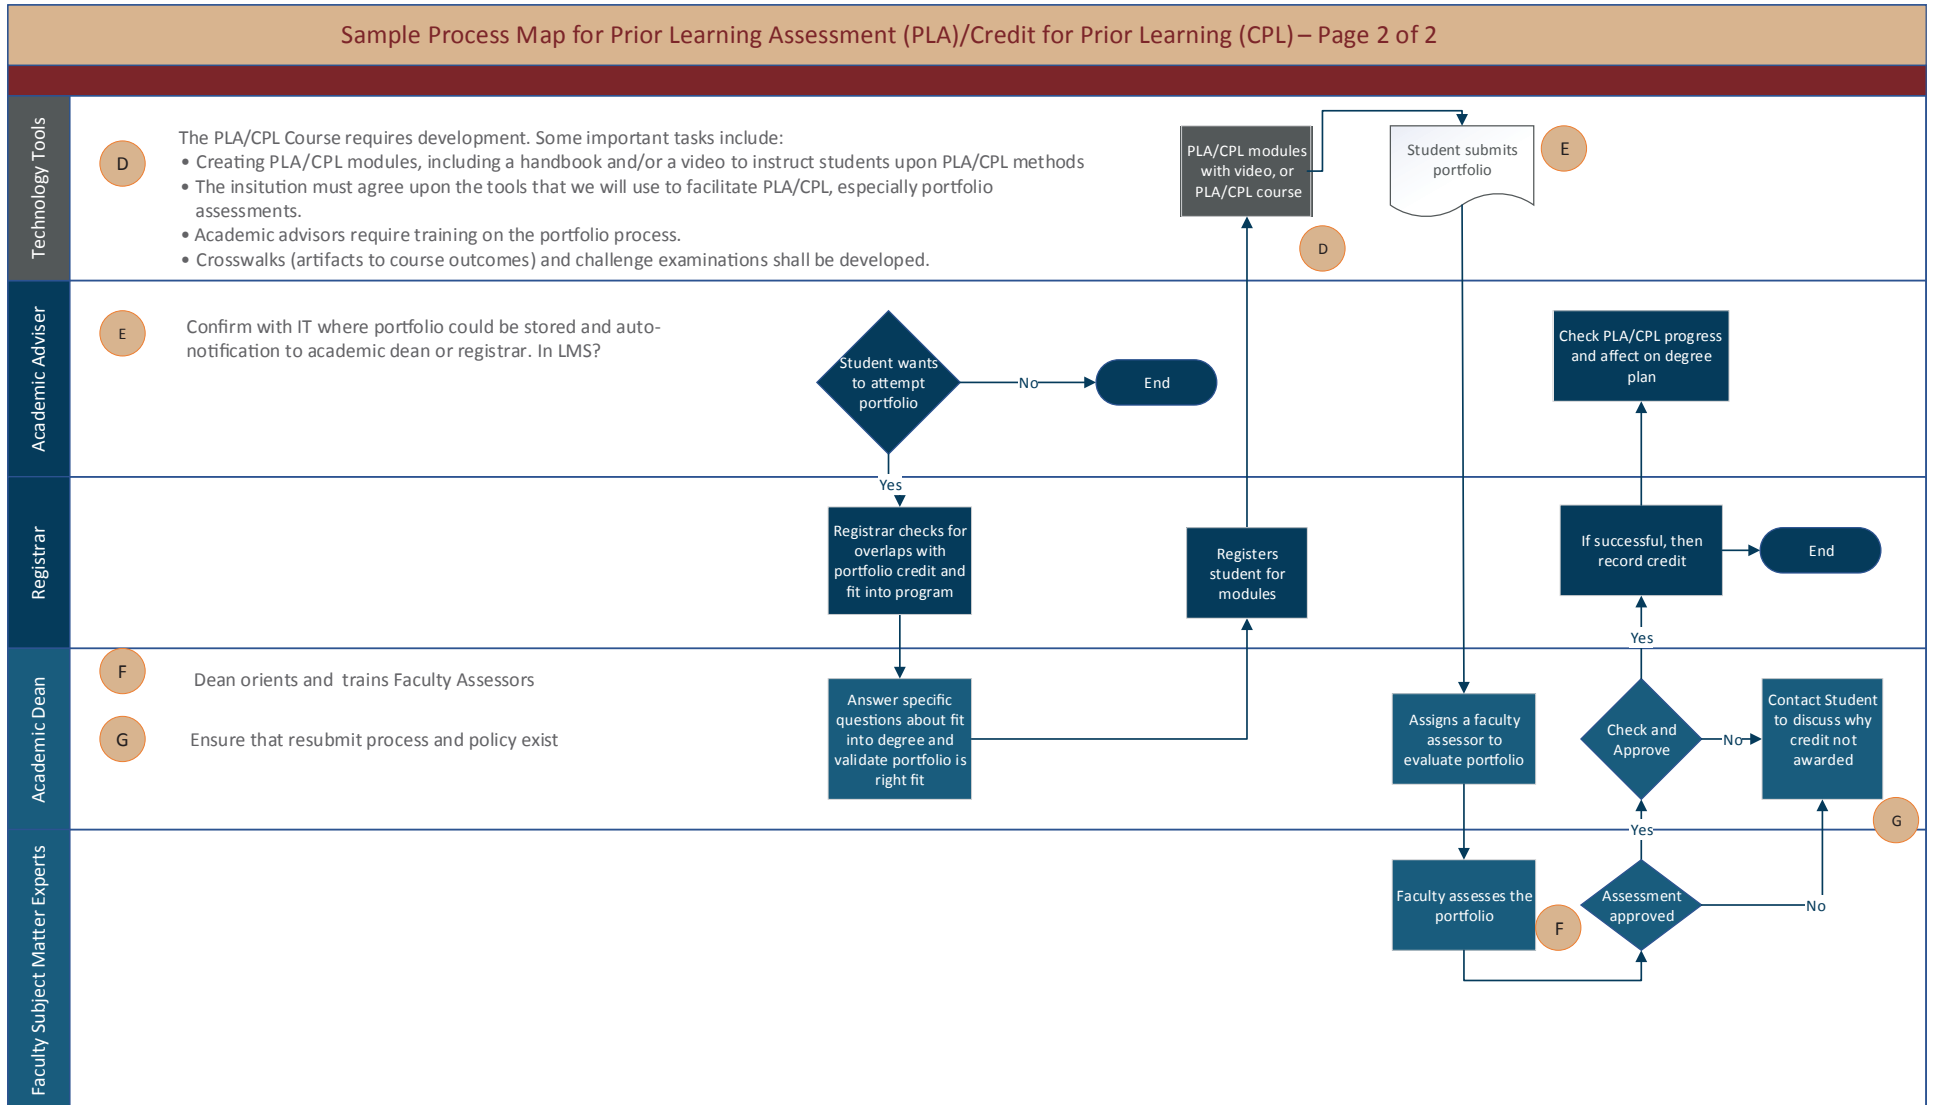 Sample Process Map for Prior Learning Assessment (PLA)/Credit for Prior Learning (CPL) – Page 2 of 2
Technology Tools
D
The PLA/CPL Course requires development. Some important tasks include:
• Creating PLA/CPL modules, including a handbook and/or a video to instruct students upon PLA/CPL methods
• The insitution must agree upon the tools that we will use to facilitate PLA/CPL, especially portfolio
assessments.
• Academic advisors require training on the portfolio process.
• Crosswalks (artifacts to course outcomes) and challenge examinations shall be developed.
PLA/CPL modules
with video, or
PLA/CPL course
D
Student submits
portfolio
E
Academic Adviser
E
Confirm with IT where portfolio could be stored and auto-
notification to academic dean or registrar. In LMS?
Student wants
to attempt
portfolio
No
End
Yes
Check PLA/CPL progress
and affect on degree
plan
Registrar
Registrar checks for
overlaps with
portfolio credit and
fit into program
Registers
student for
modules
If successful, then
record credit
End
Yes
Academic Dean
F
Dean orients and  trains Faculty Assessors
G
Ensure that resubmit process and policy exist
Answer specific
questions about fit
into degree and
validate portfolio is
right fit
Assigns a faculty
assessor to
evaluate portfolio
Check and
Approve
No
Contact Student
to discuss why
credit not
awarded
G
Yes
Faculty Subject Matter Experts
Faculty assesses the
portfolio
F
Assessment
approved
No